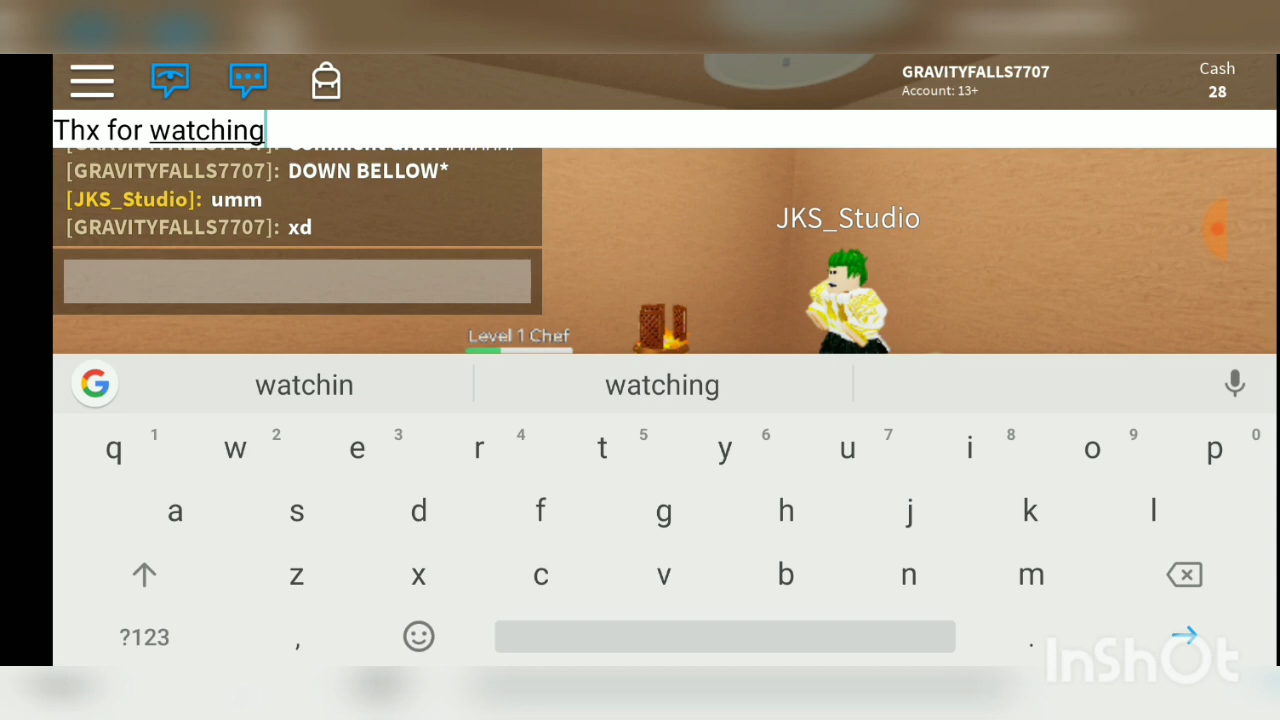 GRAVITYFALLS7707
Account: 13+
Cash
28
Thx for watching
[GRAVITYFALLS7707]: DOWN BELLOW*
[JKS_Studio]: umm
[GRAVITYFALLS7707]: xd
JKS_Studio
Level 1 Chef
watchin watching
q 1 w 2 e 3 r 4 t 5 y 6 u 7 i 8 o 9 p 0
a s d f g h j k l
z x c v b n m
?123 , .
InShOt